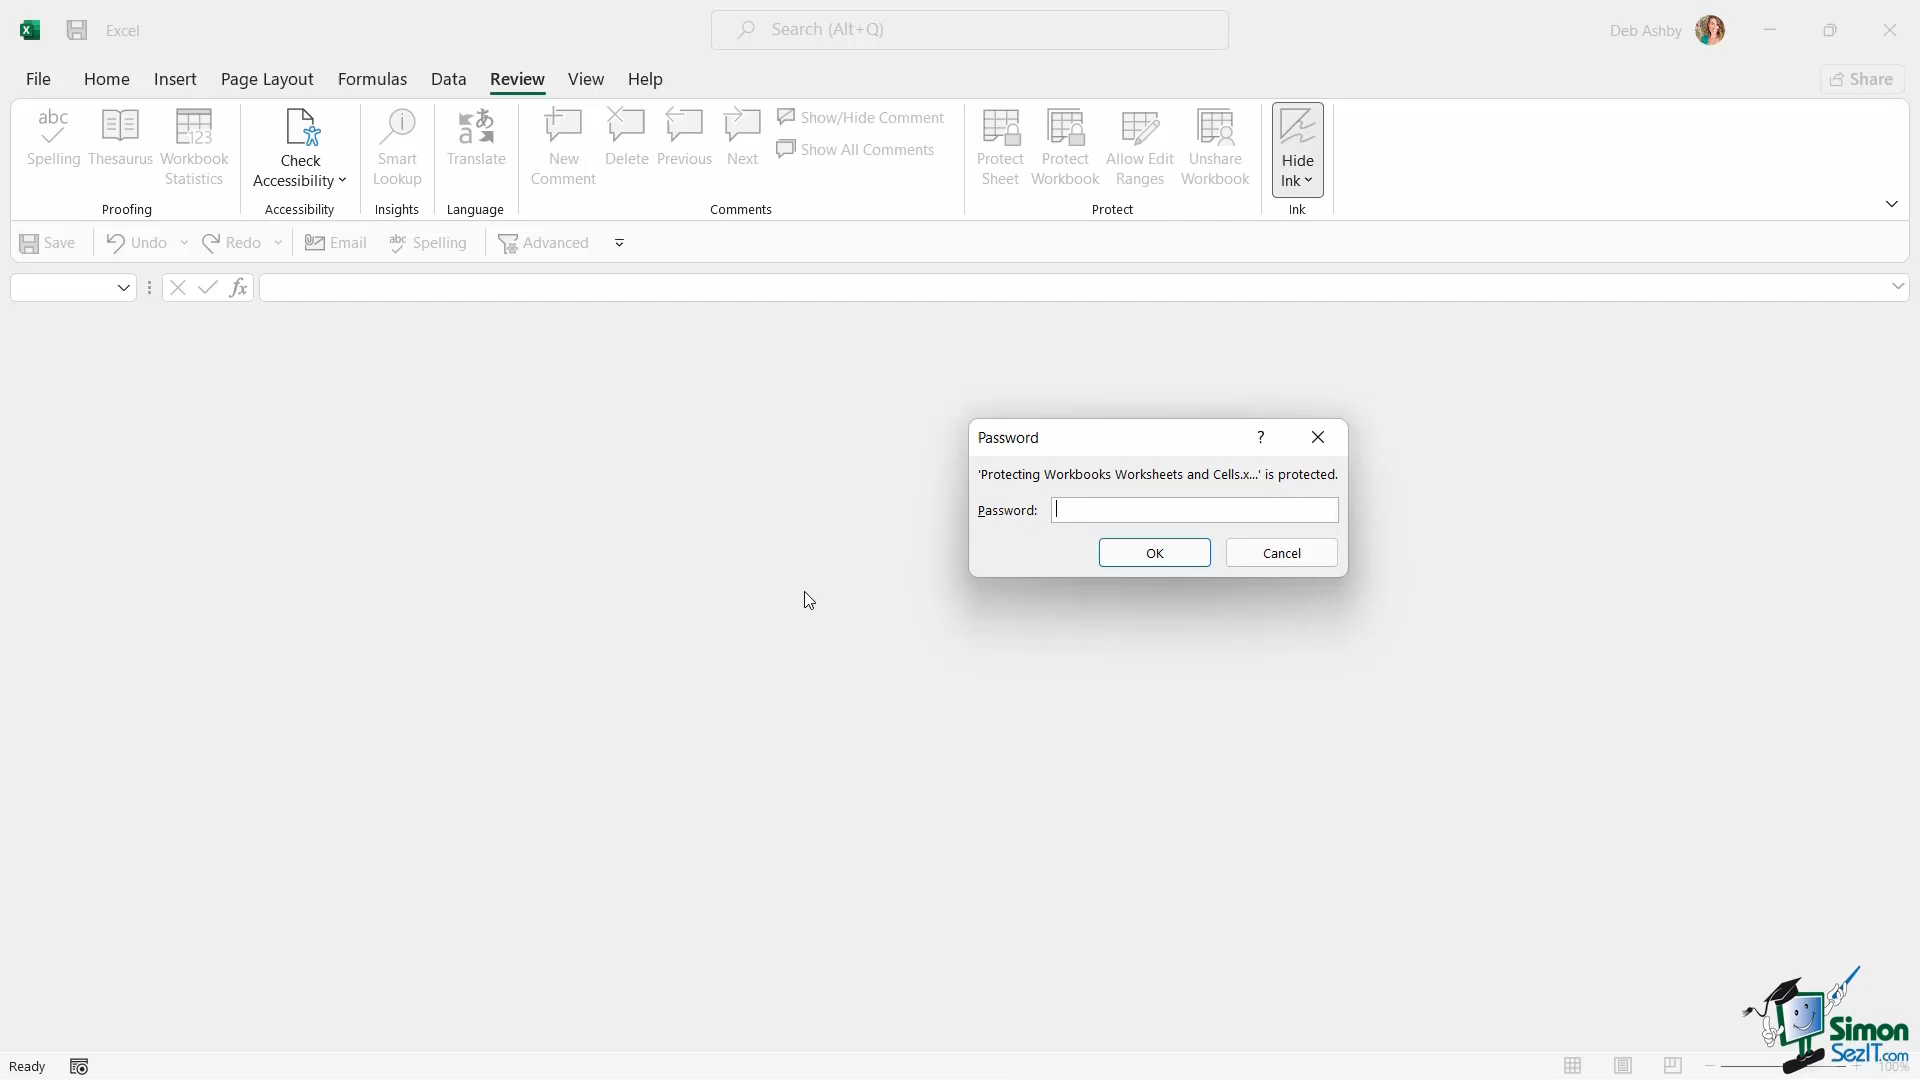 Excel
Search (Alt+Q)
Deb Ashby
File Home Insert Page Layout Formulas Data Review View Help
Share
abc
Spelling
Thesaurus
123
Workbook
Statistics
Proofing
Check
Accessibility
Accessibility
Smart
Lookup
Insights
a あ
Translate
Language
New
Comment
Delete
Previous
Next
Show/Hide Comment
Show All Comments
Comments
Protect
Sheet
Protect
Workbook
Allow Edit
Ranges
Unshare
Workbook
Protect
Hide
Ink
Ink
Save Undo Redo Email abc Spelling Advanced
fx
Password ?
'Protecting Workbooks Worksheets and Cells.x...' is protected.
Password:
OK Cancel
Simon
SezIT.com
Ready
100%